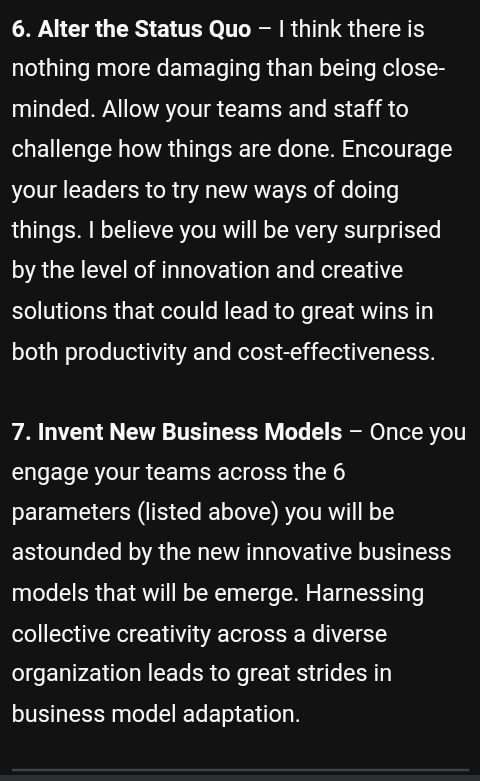 6. Alter the Status Quo – I think there is
nothing more damaging than being close-
minded. Allow your teams and staff to
challenge how things are done. Encourage
your leaders to try new ways of doing
things. I believe you will be very surprised
by the level of innovation and creative
solutions that could lead to great wins in
both productivity and cost-effectiveness.
7. Invent New Business Models – Once you
engage your teams across the 6
parameters (listed above) you will be
astounded by the new innovative business
models that will be emerge. Harnessing
collective creativity across a diverse
organization leads to great strides in
business model adaptation.